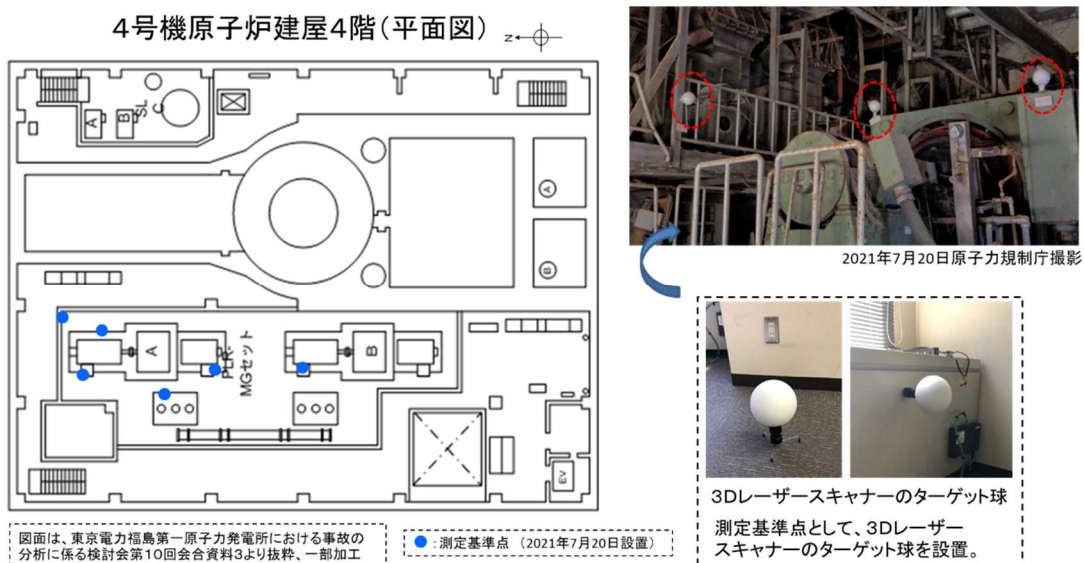 4号機原子炉建屋4階(平面図)
N
A
B
SL
C
A
B
A
B
PLR-
MGセット
EV
図面は、東京電力福島第一原子力発電所における事故の
分析に係る検討会第10回会合資料3より抜粋、一部加工
:測定基準点 (2021年7月20日設置)
2021年7月20日原子力規制庁撮影
3Dレーザースキャナーのターゲット球
測定基準点として、3Dレーザー
スキャナーのターゲット球を設置。